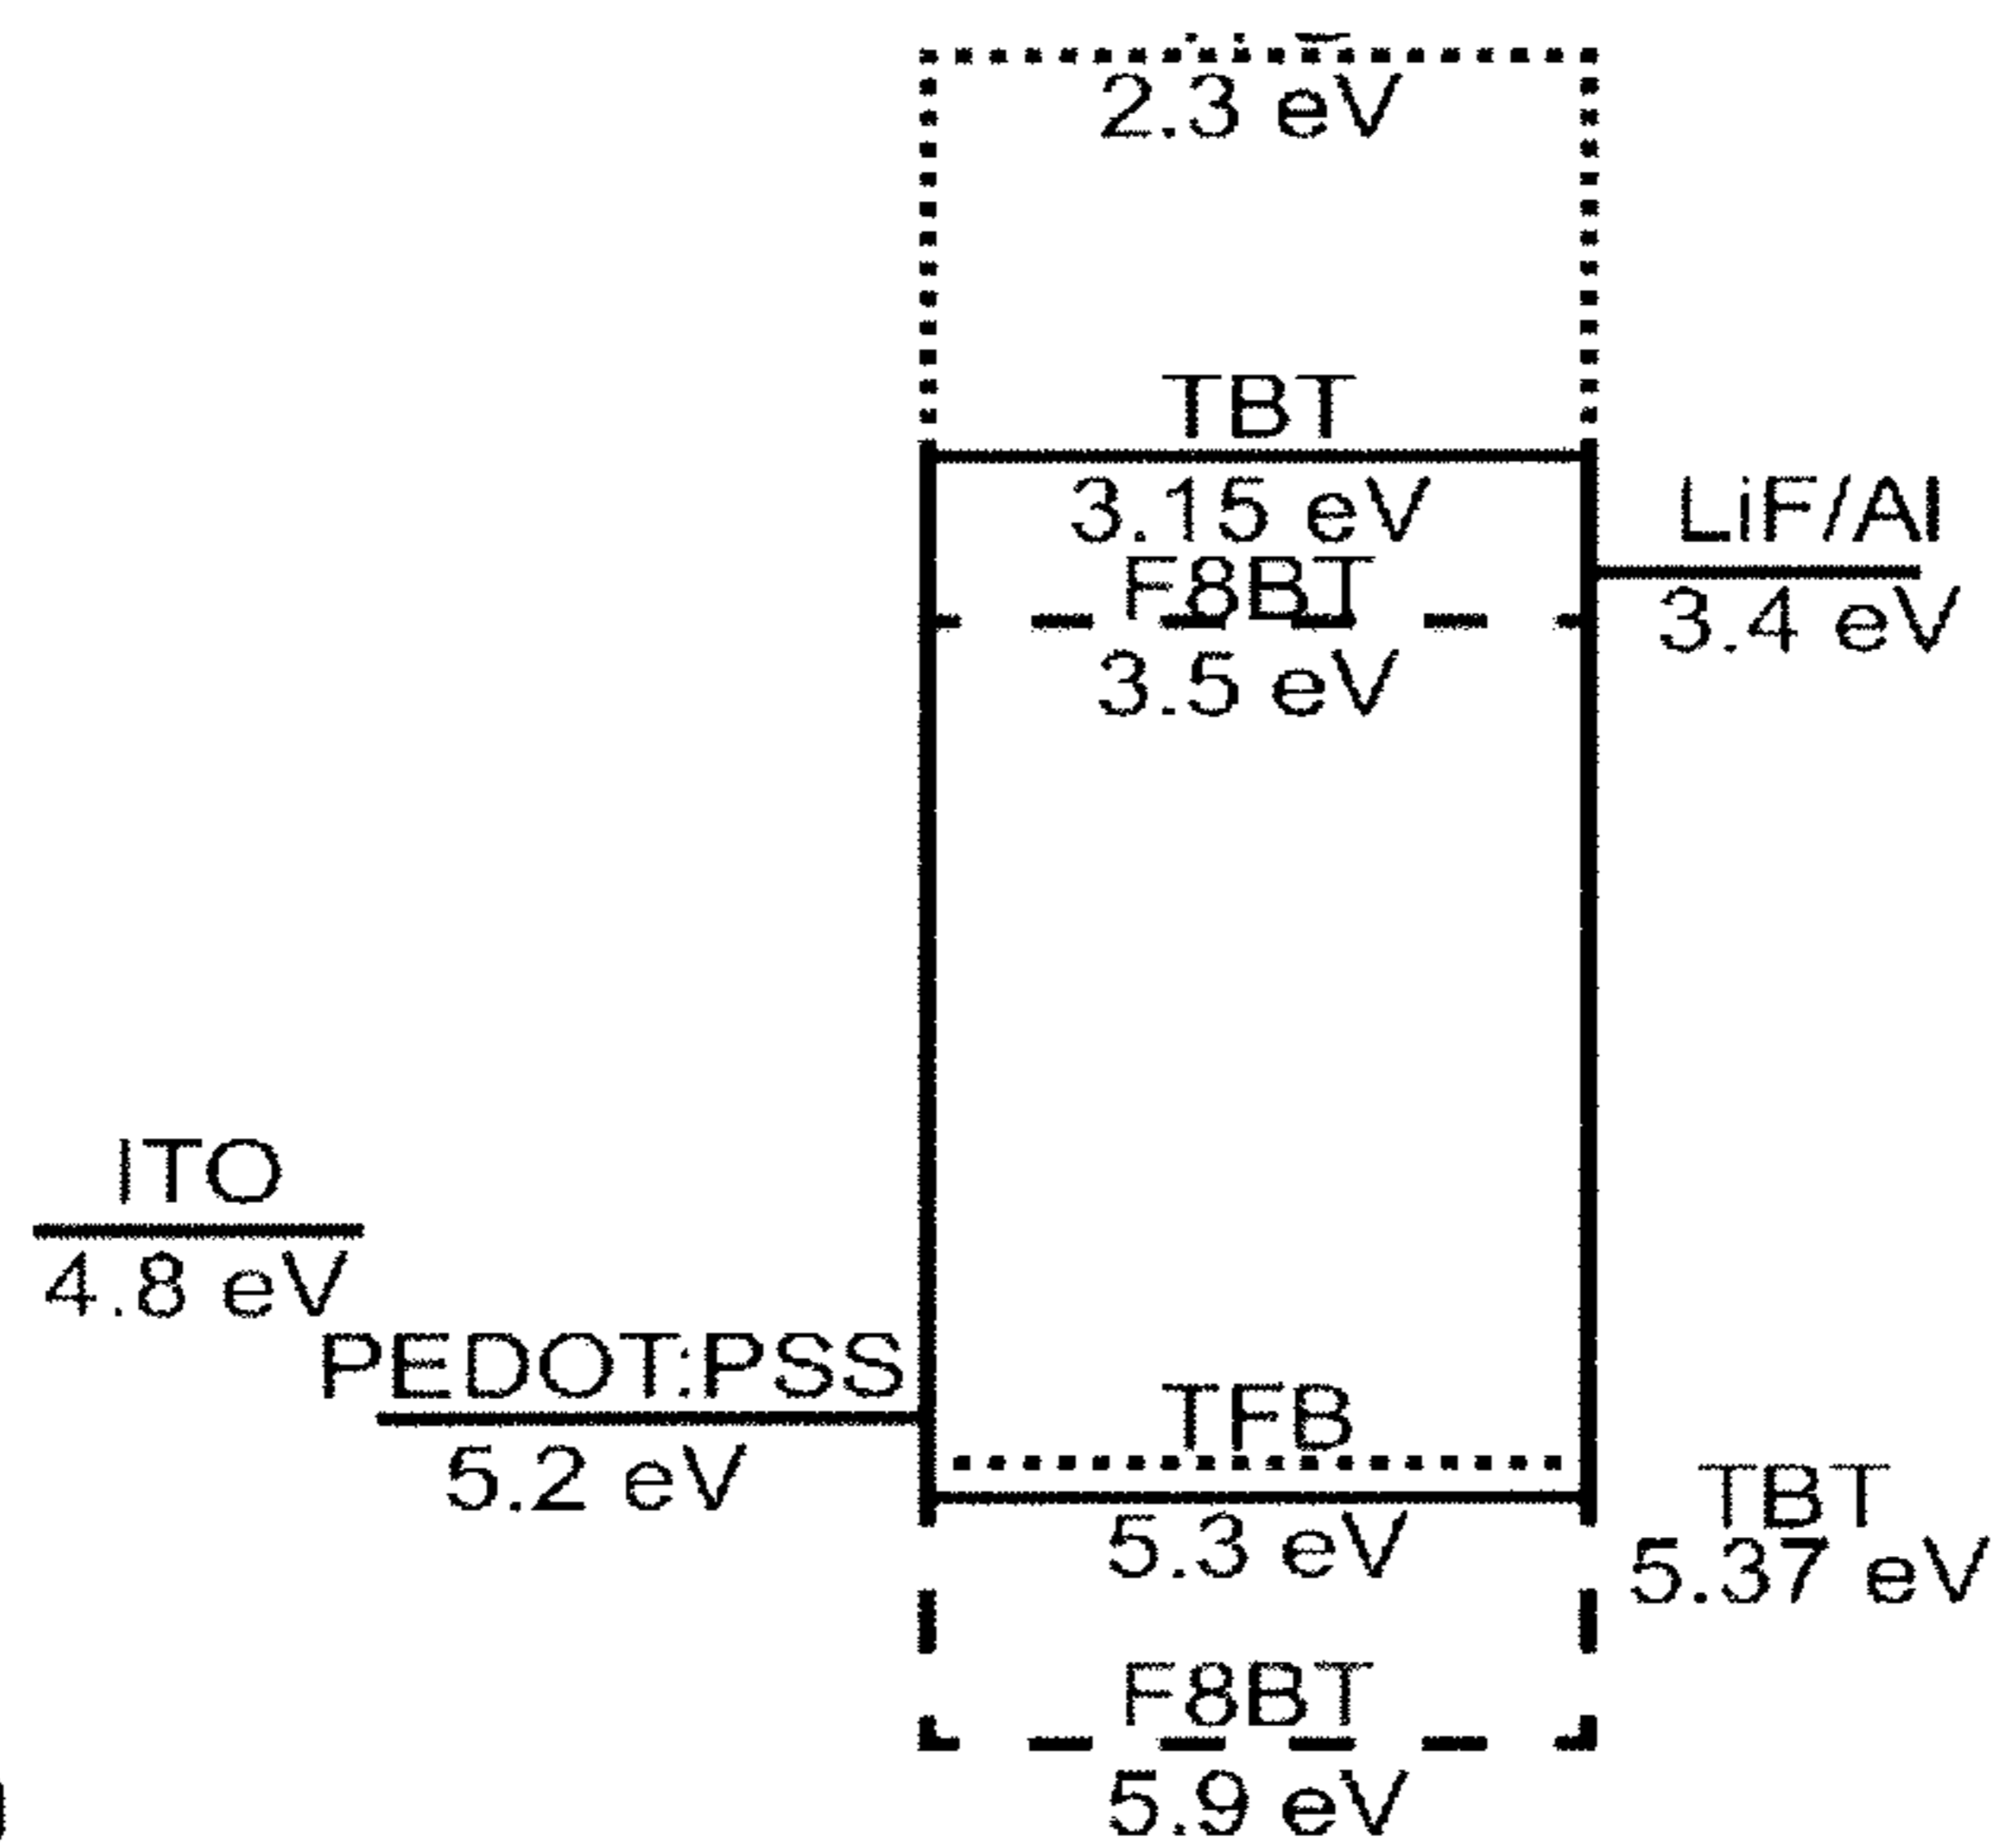 2.3 eV
TBT
3.15 eV
LiF/Al
F8BT
3.4 eV
3.5 eV
ITO
4.8 eV
PEDOT:PSS
5.2 eV
TFB
5.3 eV
TBT
5.37 eV
F8BT
5.9 eV